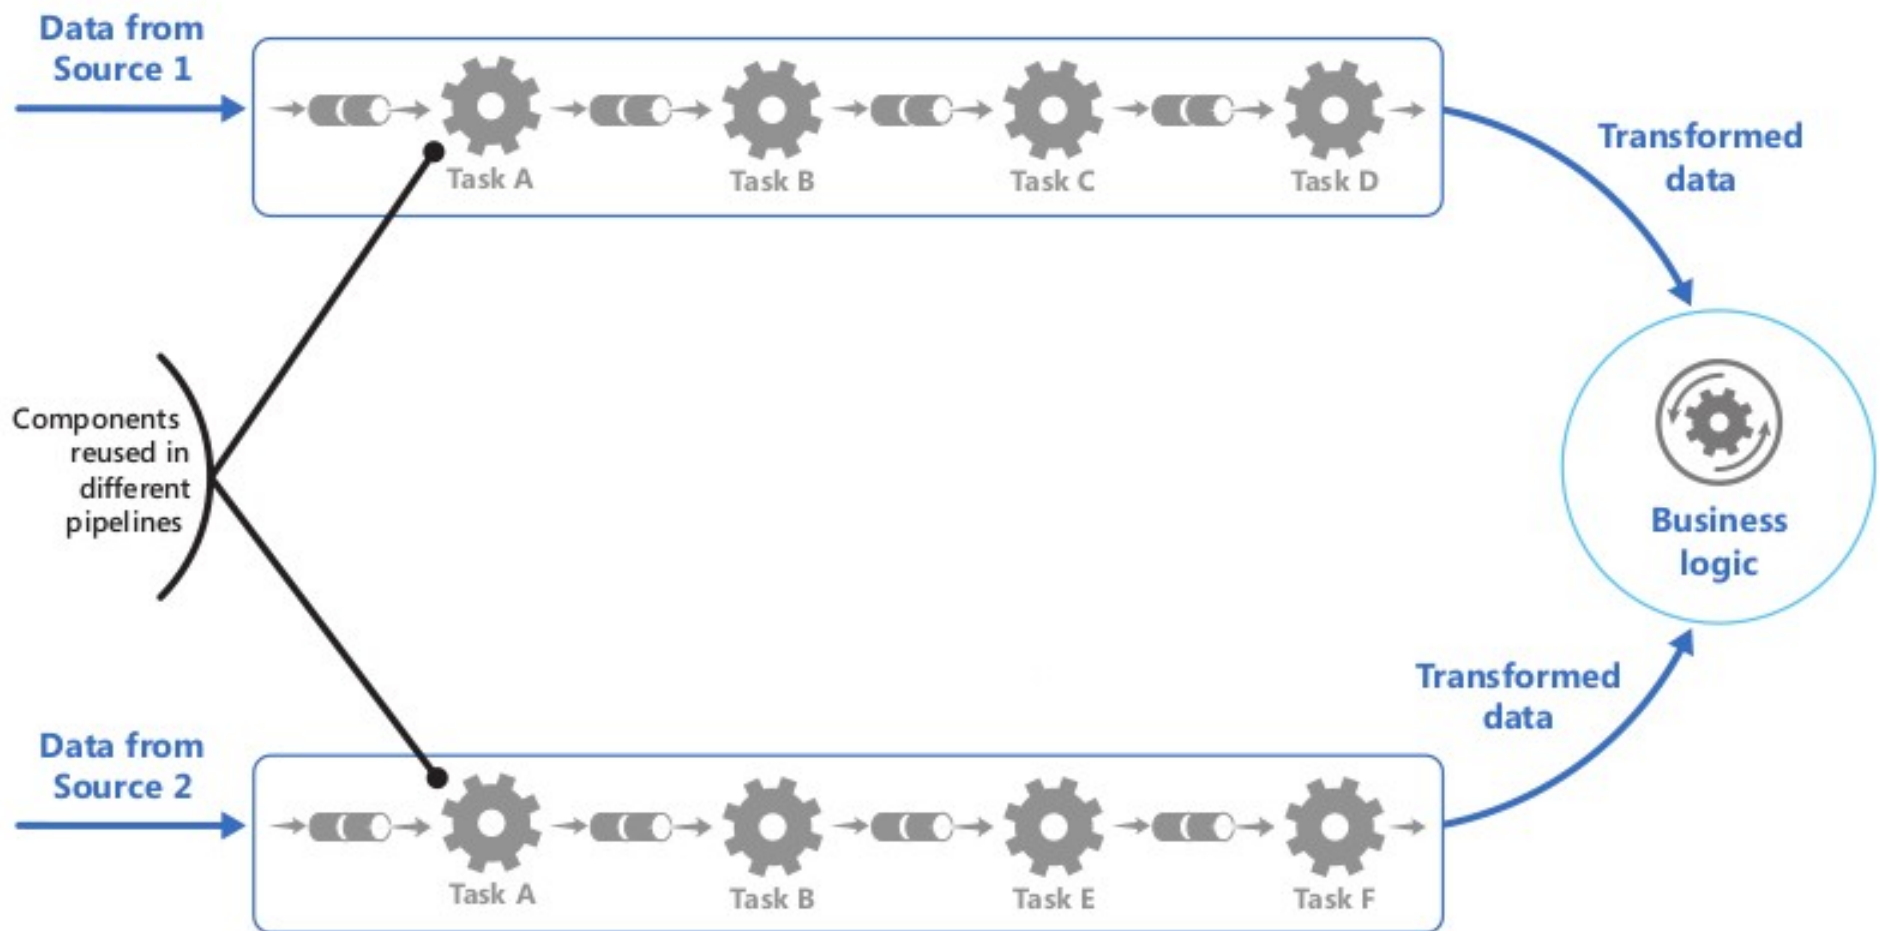 Data from
Source 1
Task A
Task B
Task C
Task D
Transformed
data
Components
reused in
different
pipelines
Business
logic
Transformed
data
Data from
Source 2
Task A
Task B
Task E
Task F